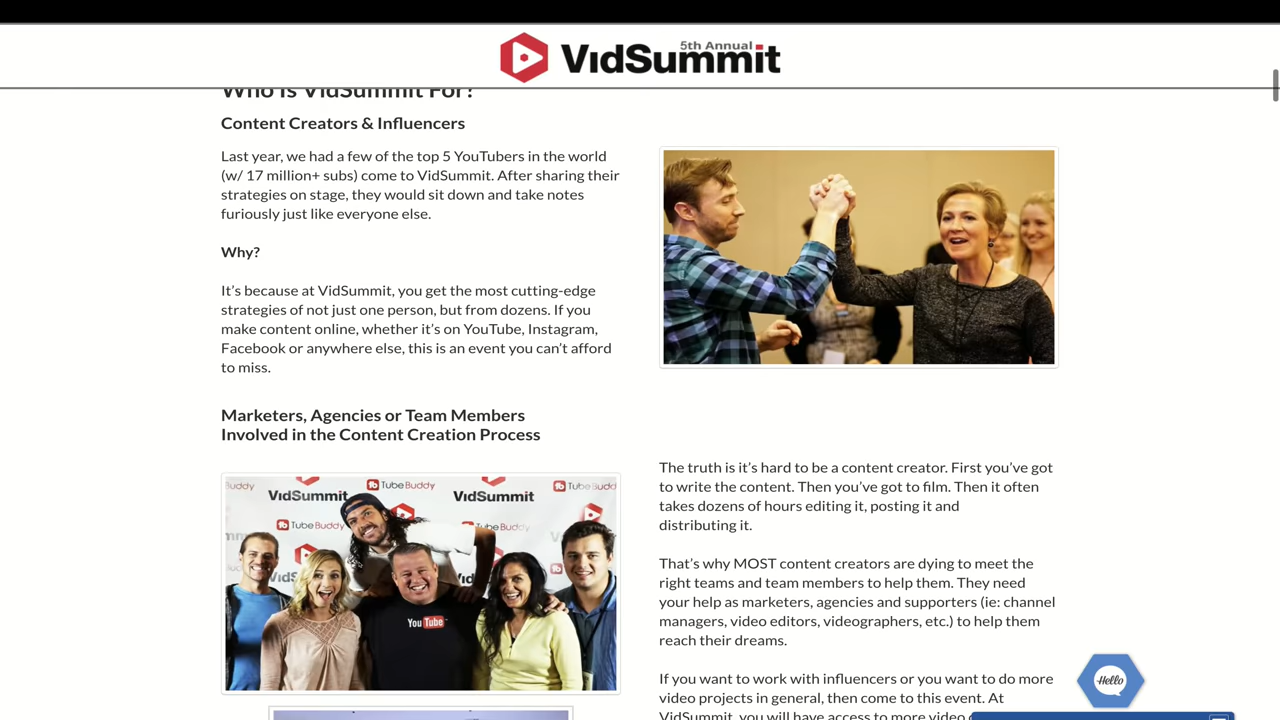 5th Annual
VidSummit
Who Is VidSummit For?
Content Creators & Influencers
Last year, we had a few of the top 5 YouTubers in the world
(w/ 17 million+ subs) come to VidSummit. After sharing their
strategies on stage, they would sit down and take notes
furiously just like everyone else.
Why?
It’s because at VidSummit, you get the most cutting-edge
strategies of not just one person, but from dozens. If you
make content online, whether it’s on YouTube, Instagram,
Facebook or anywhere else, this is an event you can’t afford
to miss.
Marketers, Agencies or Team Members
Involved in the Content Creation Process
Buddy
VidSummit
TubeBuddy
VidSummit
TubeBudd
TubeBuddy
TubeBuddy
YouTube
The truth is it’s hard to be a content creator. First you’ve got
to write the content. Then you’ve got to film. Then it often
takes dozens of hours editing it, posting it and
distributing it.
That’s why MOST content creators are dying to meet the
right teams and team members to help them. They need
your help as marketers, agencies and supporters (ie: channel
managers, video editors, videographers, etc.) to help them
reach their dreams.
If you want to work with influencers or you want to do more
video projects in general, then come to this event. At
VidSummit, you will have access to more video
Hello